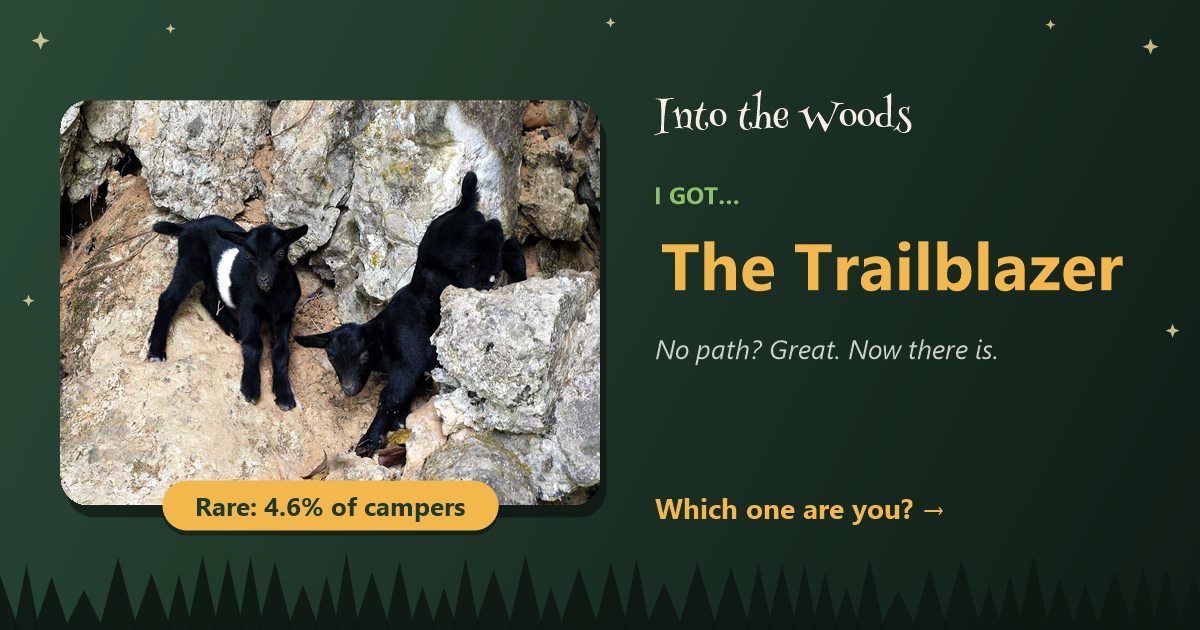 Into the Woods
I GOT...
The Trailblazer
No path? Great. Now there is.
Rare: 4.6% of campers
Which one are you? →